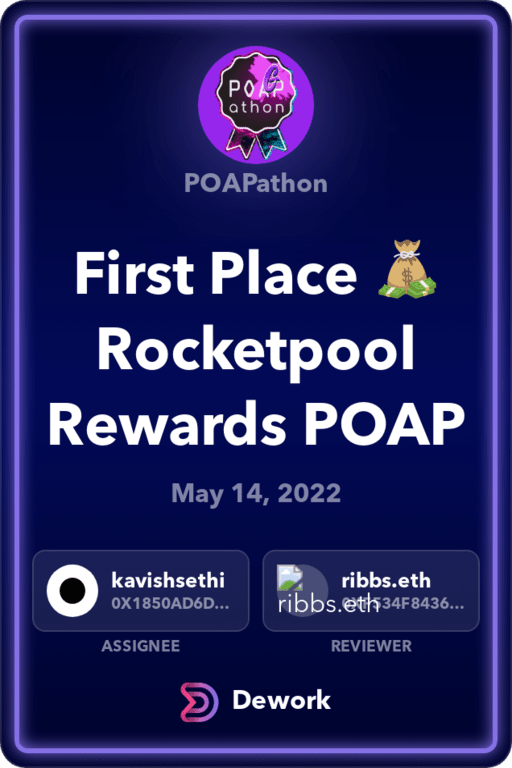 POAP
athon
POAPathon
First Place 💰
Rocketpool
Rewards POAP
May 14, 2022
kavishsethi
0X1850AD6D...
ribbs.eth
ribbs.eth
ASSIGNEE
REVIEWER
Dework